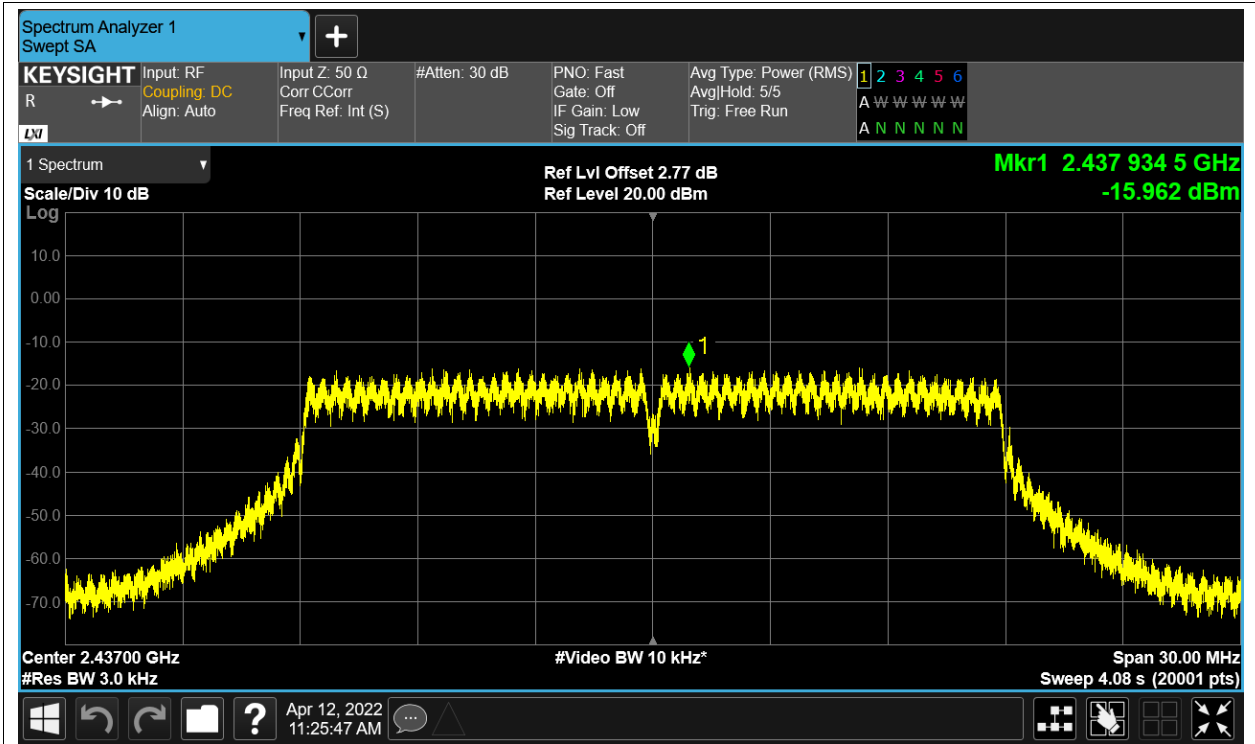 Spectrum Analyzer 1
Swept SA
+
KEYSIGHT
R
LXI
Input: RF
Coupling: DC
Align: Auto
Input Z: 50 Ω
Corr CCorr
Freq Ref: Int (S)
#Atten: 30 dB
PNO: Fast
Gate: Off
IF Gain: Low
Sig Track: Off
Avg Type: Power (RMS)
Avg|Hold: 5/5
Trig: Free Run
1 2 3 4 5 6
A W W W W W
A N N N N N
1 Spectrum
Scale/Div 10 dB
Log
Ref Lvl Offset 2.77 dB
Ref Level 20.00 dBm
Mkr1 2.437 934 5 GHz
-15.962 dBm
10.0
0.00
-10.0
1
-20.0
-30.0
-40.0
-50.0
-60.0
-70.0
Center 2.43700 GHz
#Video BW 10 kHz*
Span 30.00 MHz
#Res BW 3.0 kHz
Sweep 4.08 s (20001 pts)
?
Apr 12, 2022
11:25:47 AM